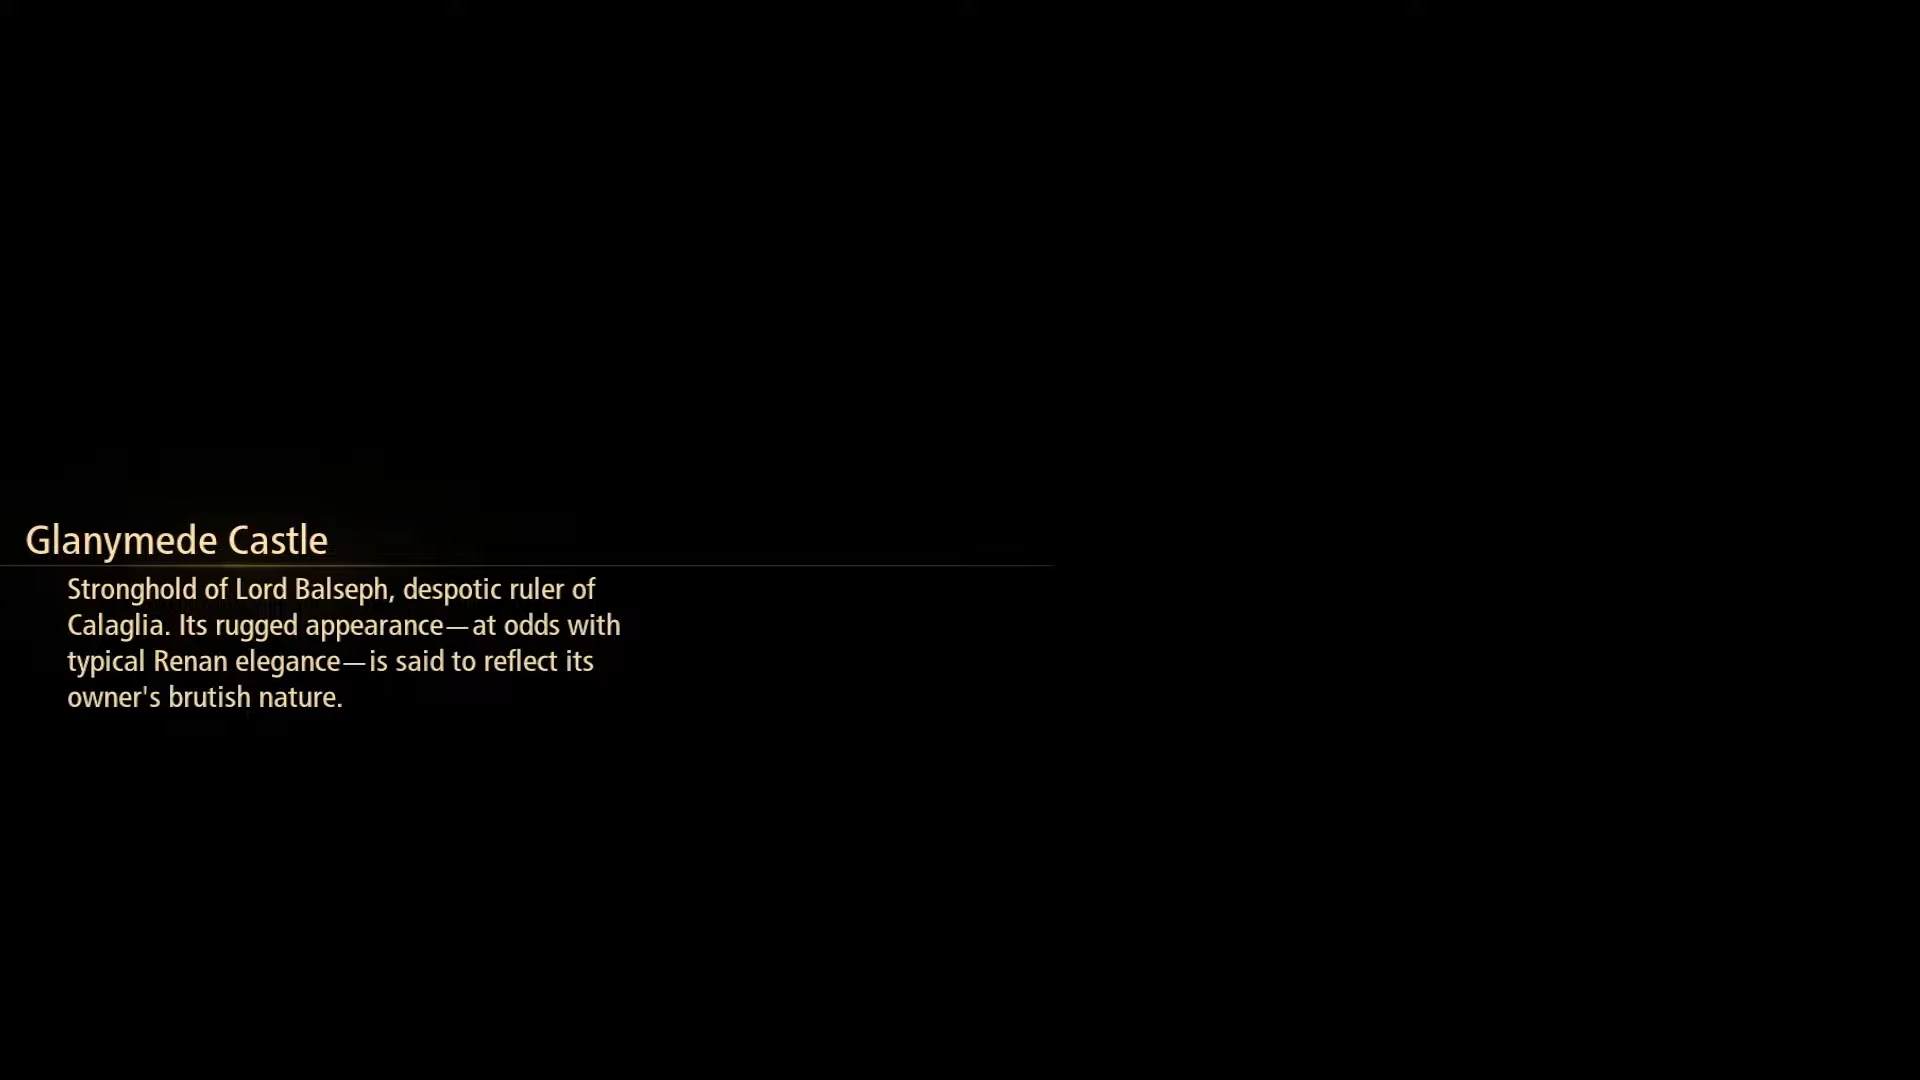 Glanymede Castle
Stronghold of Lord Balseph, despotic ruler of
Calaglia. Its rugged appearance—at odds with
typical Renan elegance—is said to reflect its
owner's brutish nature.